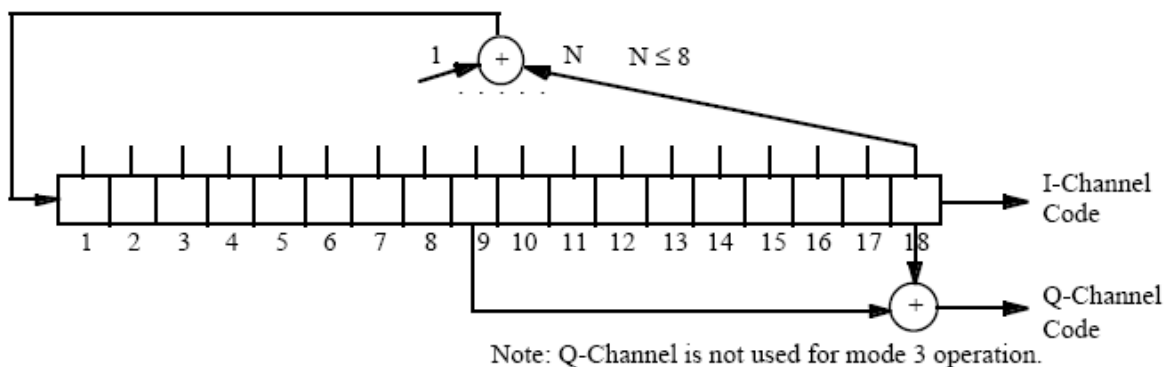 1 + N N ≤ 8
. . . . .
I-Channel
Code
1 2 3 4 5 6 7 8 9 10 11 12 13 14 15 16 17 18
+ Q-Channel
Code
Note: Q-Channel is not used for mode 3 operation.